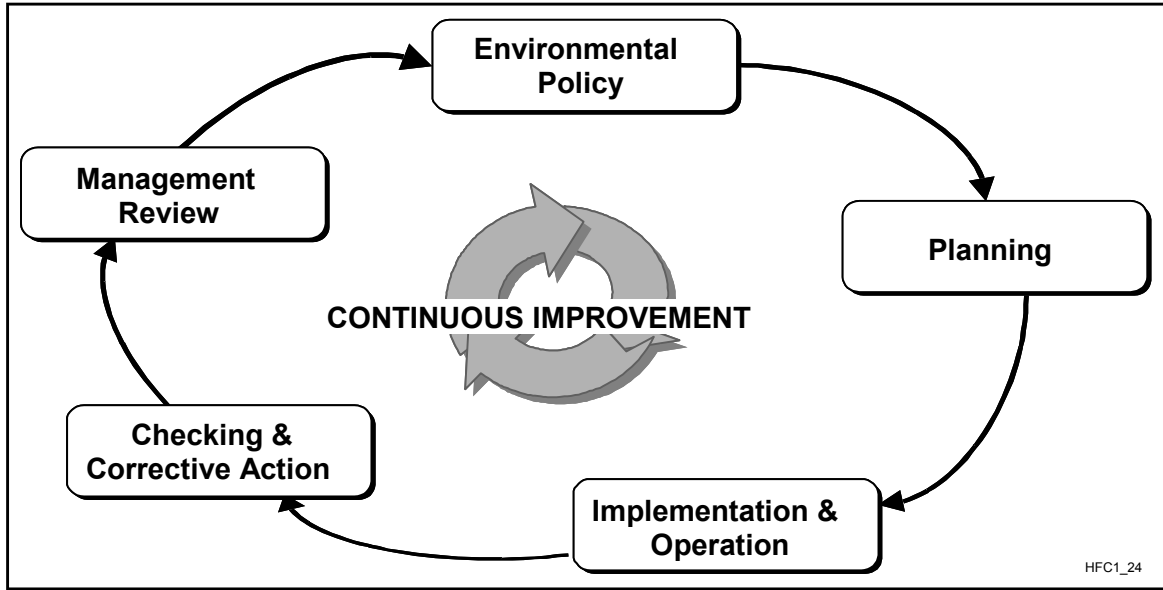 Environmental
Policy
Management
Review
Planning
CONTINUOUS IMPROVEMENT
Checking &
Corrective Action
Implementation &
Operation
HFC1_24